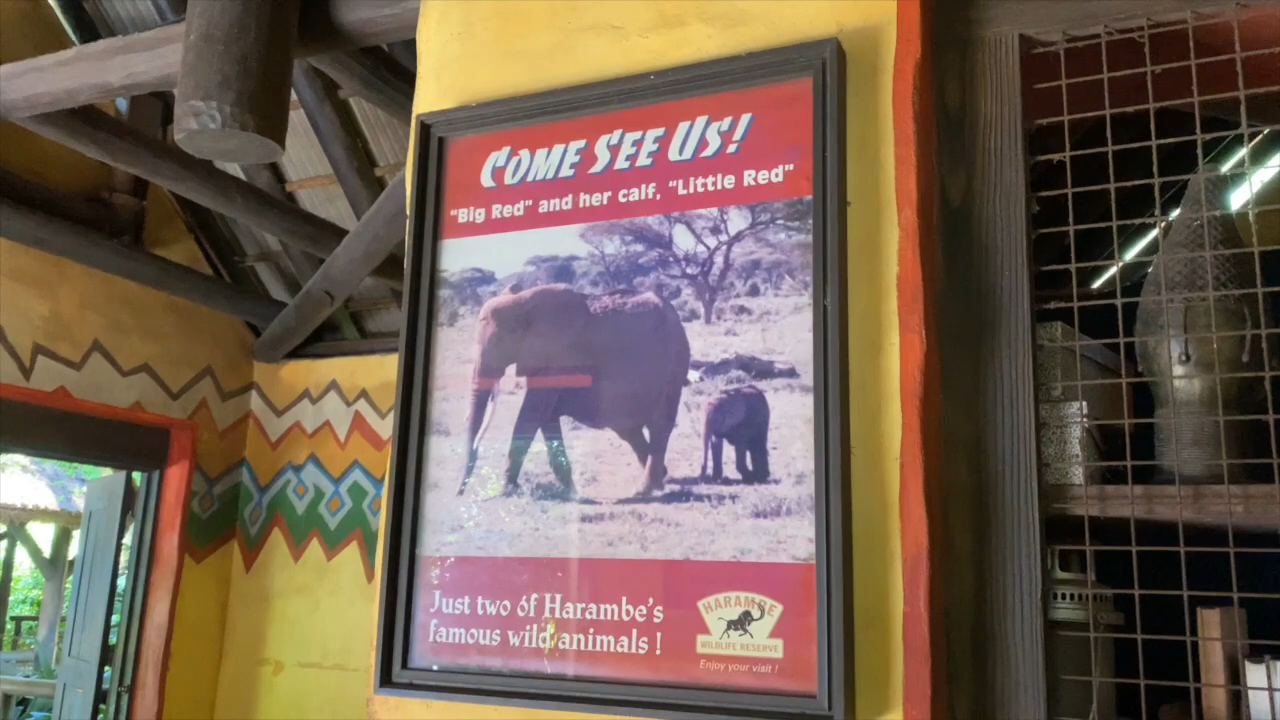 COME SEE US!
"Big Red" and her calf, "Little Red"
Just two of Harambe's
famous wild animals !
HARAMBE
WILDLIFE RESERVE
Enjoy your visit !